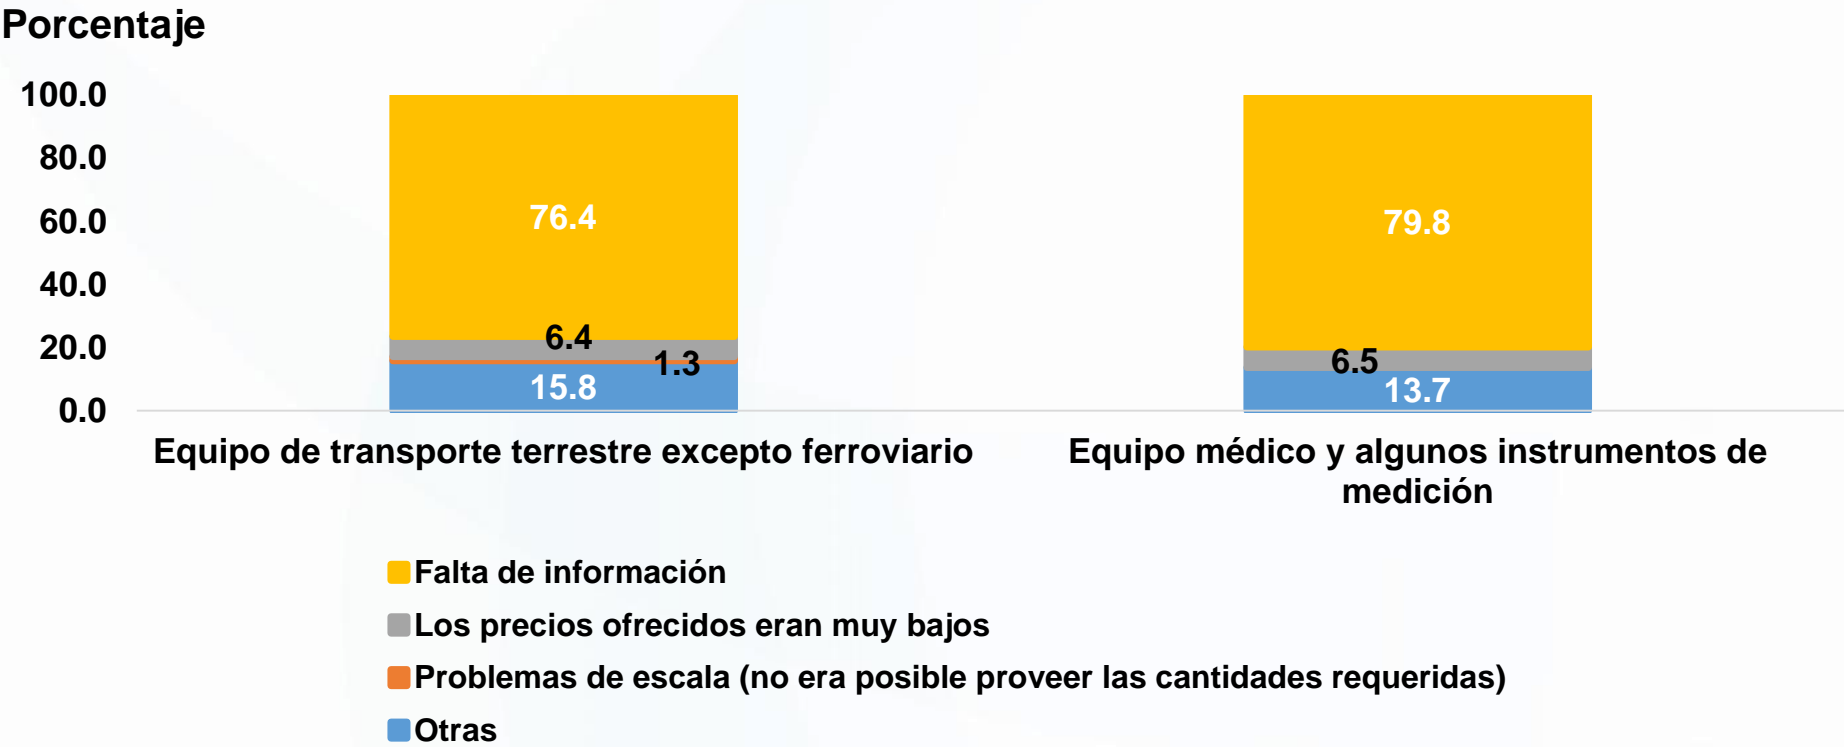 Porcentaje
100.0
80.0
60.0
40.0
20.0
0.0
76.4
6.4
1.3
15.8
79.8
6.5
13.7
Equipo de transporte terrestre excepto ferroviario
Equipo médico y algunos instrumentos de
medición
Falta de información
Los precios ofrecidos eran muy bajos
Problemas de escala (no era posible proveer las cantidades requeridas)
Otras